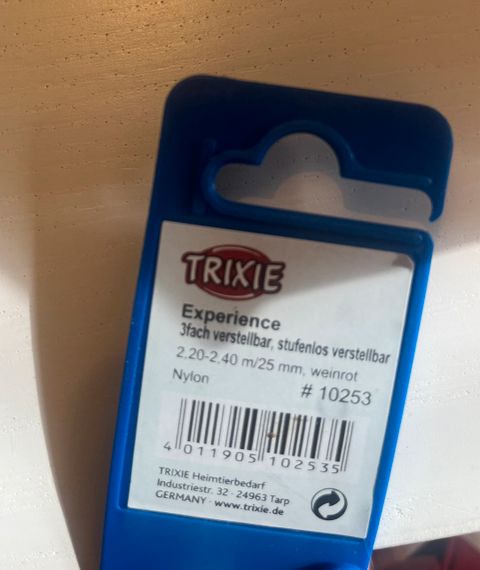 TRIXIE
Experience
3fach verstellbar, stufenlos verstellbar
2,20-2,40 m/25 mm, weinrot
Nylon # 10253
4 011905 102535
TRIXIE Heimtierbedarf
Industriestr. 32 · 24963 Tarp
GERMANY · www.trixie.de